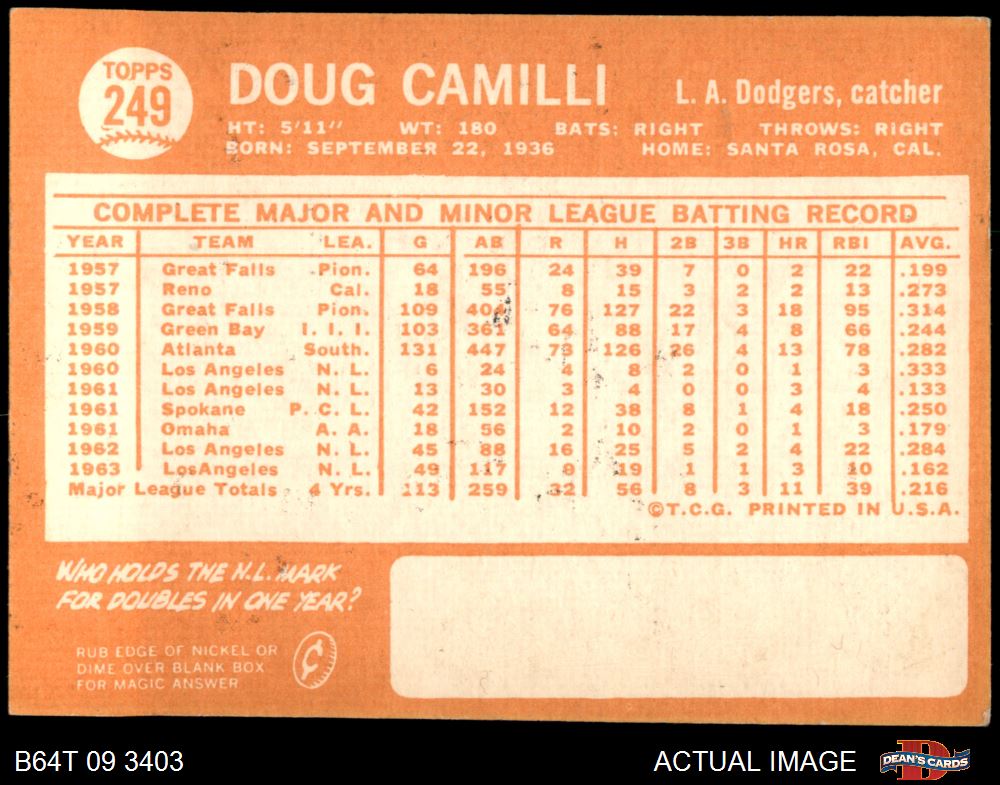 TOPPS
249
DOUG CAMILLI L. A. Dodgers, catcher
HT: 5'11" WT: 180 BATS: RIGHT THROWS: RIGHT
BORN: SEPTEMBER 22, 1936 HOME: SANTA ROSA, CAL.
COMPLETE MAJOR AND MINOR LEAGUE BATTING RECORD
YEAR TEAM LEA. G AB R H 2B 3B HR RBI AVG.
1957 Great Falls Pion. 64 196 24 39 7 0 2 22 .199
1957 Reno Cal. 18 55 8 15 3 2 2 13 .273
1958 Great Falls Pion. 109 404 76 127 22 3 18 95 .314
1959 Green Bay I. I. I. 103 361 64 88 17 4 8 66 .244
1960 Atlanta South. 131 447 73 126 26 4 13 78 .282
1960 Los Angeles N. L. 6 24 4 8 2 0 1 3 .333
1961 Los Angeles N. L. 13 30 3 4 0 0 3 4 .133
1961 Spokane P. C. L. 42 152 12 38 8 1 4 18 .250
1961 Omaha A. A. 18 56 2 10 2 0 1 3 .179
1962 Los Angeles N. L. 45 88 16 25 5 2 4 22 .284
1963 LosAngeles N. L. 49 117 9 19 1 1 3 10 .162
Major League Totals 4 Yrs. 113 259 32 56 8 3 11 39 .216
©T.C.G. PRINTED IN U.S.A.
WHO HOLDS THE N.L. MARK
FOR DOUBLES IN ONE YEAR?
RUB EDGE OF NICKEL OR
DIME OVER BLANK BOX
FOR MAGIC ANSWER
B64T 09 3403 ACTUAL IMAGE DEAN'S CARDS